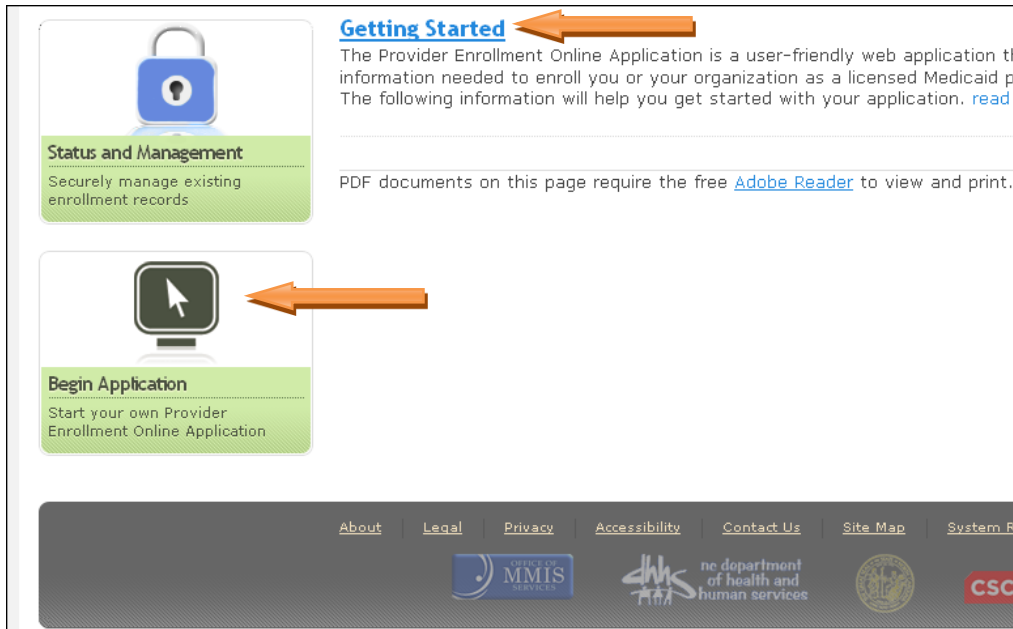 Getting Started
The Provider Enrollment Online Application is a user-friendly web application
information needed to enroll you or your organization as a licensed Medicaid
The following information will help you get started with your application. read
Status and Management
Securely manage existing
enrollment records
PDF documents on this page require the free Adobe Reader to view and print.
Begin Application
Start your own Provider
Enrollment Online Application
About Legal Privacy Accessibility Contact Us Site Map System
OFFICE OF
MMIS
SERVICES
dhhs
nc department
of health and
human services
CSC